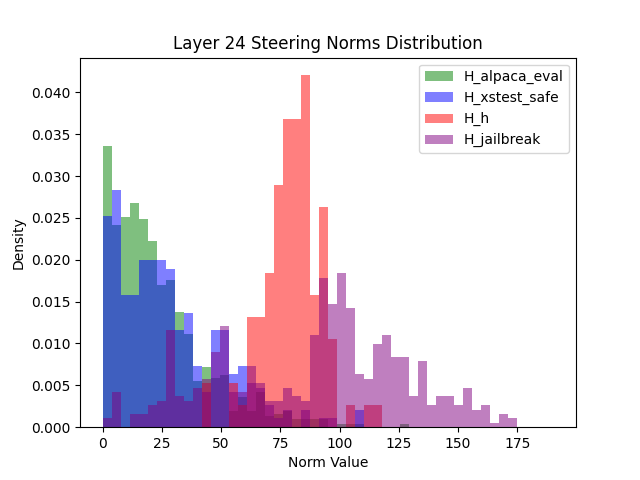 Layer 24 Steering Norms Distribution
H_alpaca_eval
H_xstest_safe
H_h
H_jailbreak
0.040
0.035
0.030
0.025
0.020
0.015
0.010
0.005
0.000
Density
0 25 50 75 100 125 150 175
Norm Value